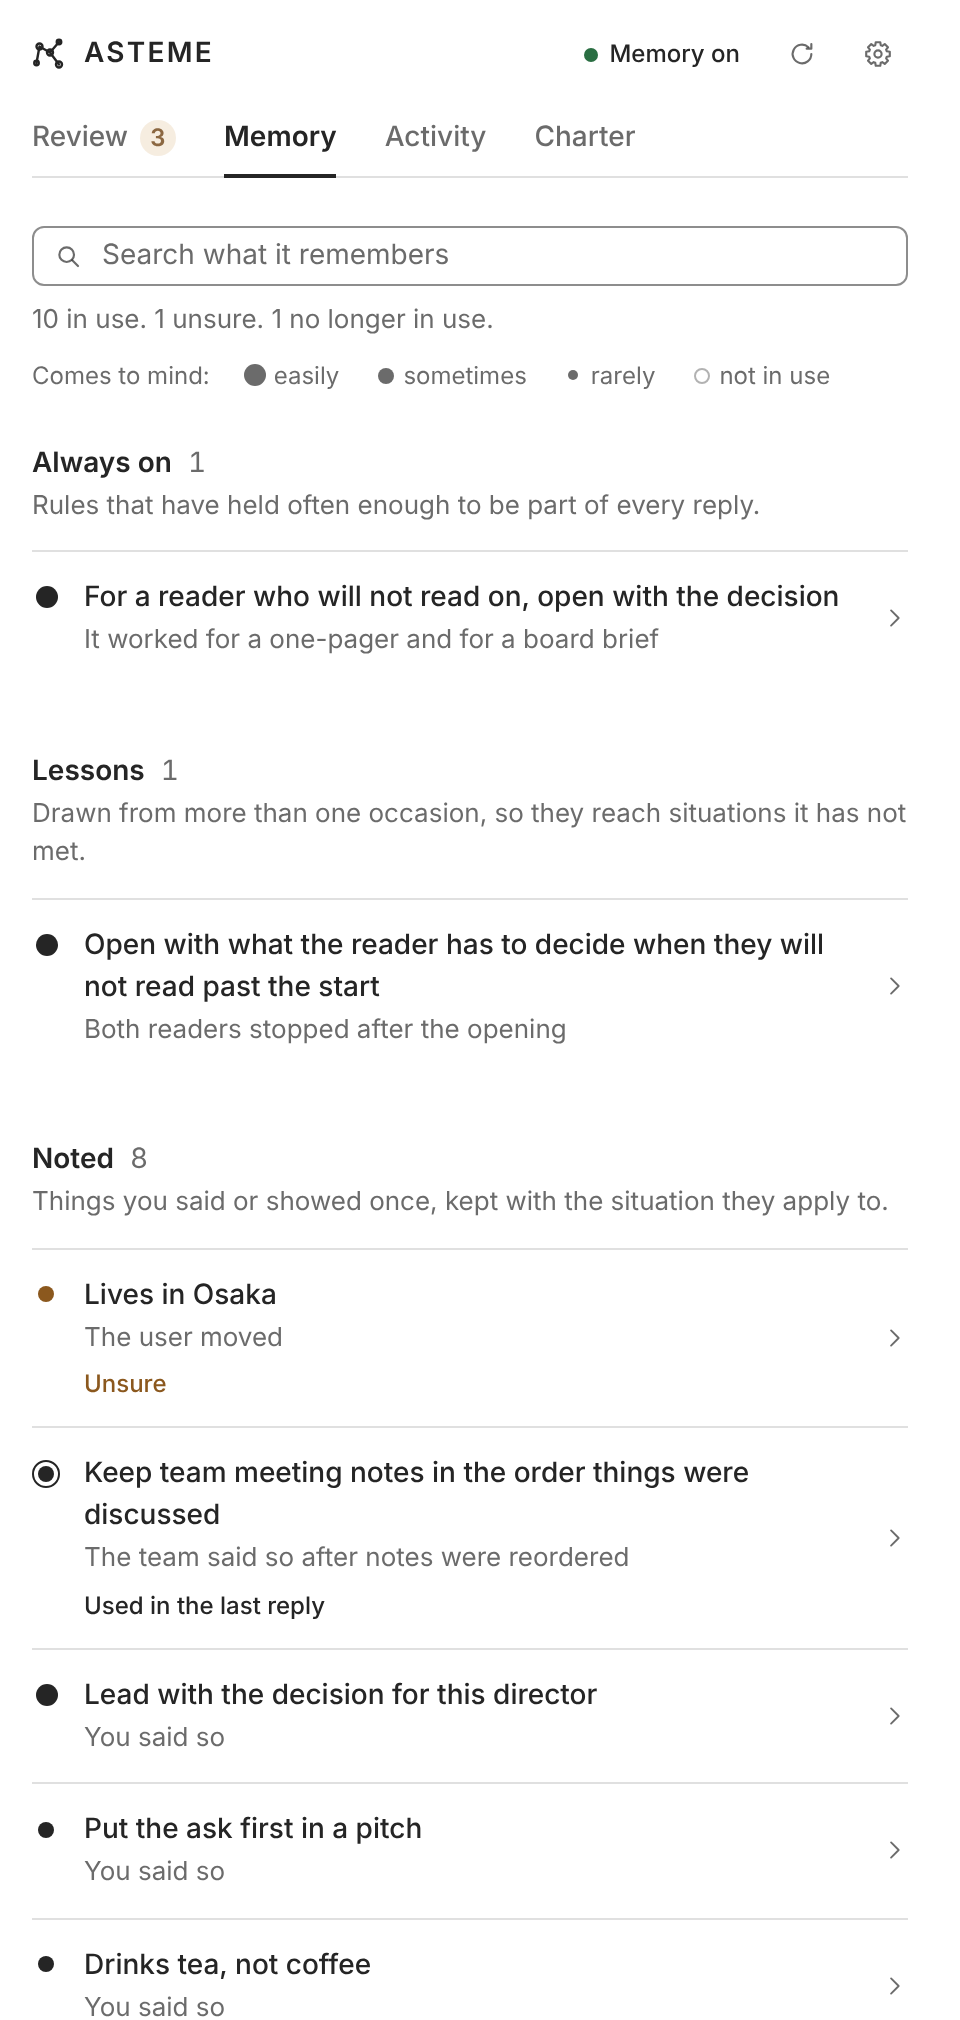 ASTEME
Memory on
Review 3
Memory
Activity
Charter
Search what it remembers
10 in use. 1 unsure. 1 no longer in use.
Comes to mind: easily sometimes rarely not in use
Always on 1
Rules that have held often enough to be part of every reply.
For a reader who will not read on, open with the decision
It worked for a one-pager and for a board brief
Lessons 1
Drawn from more than one occasion, so they reach situations it has not
met.
Open with what the reader has to decide when they will
not read past the start
Both readers stopped after the opening
Noted 8
Things you said or showed once, kept with the situation they apply to.
Lives in Osaka
The user moved
Unsure
Keep team meeting notes in the order things were
discussed
The team said so after notes were reordered
Used in the last reply
Lead with the decision for this director
You said so
Put the ask first in a pitch
You said so
Drinks tea, not coffee
You said so